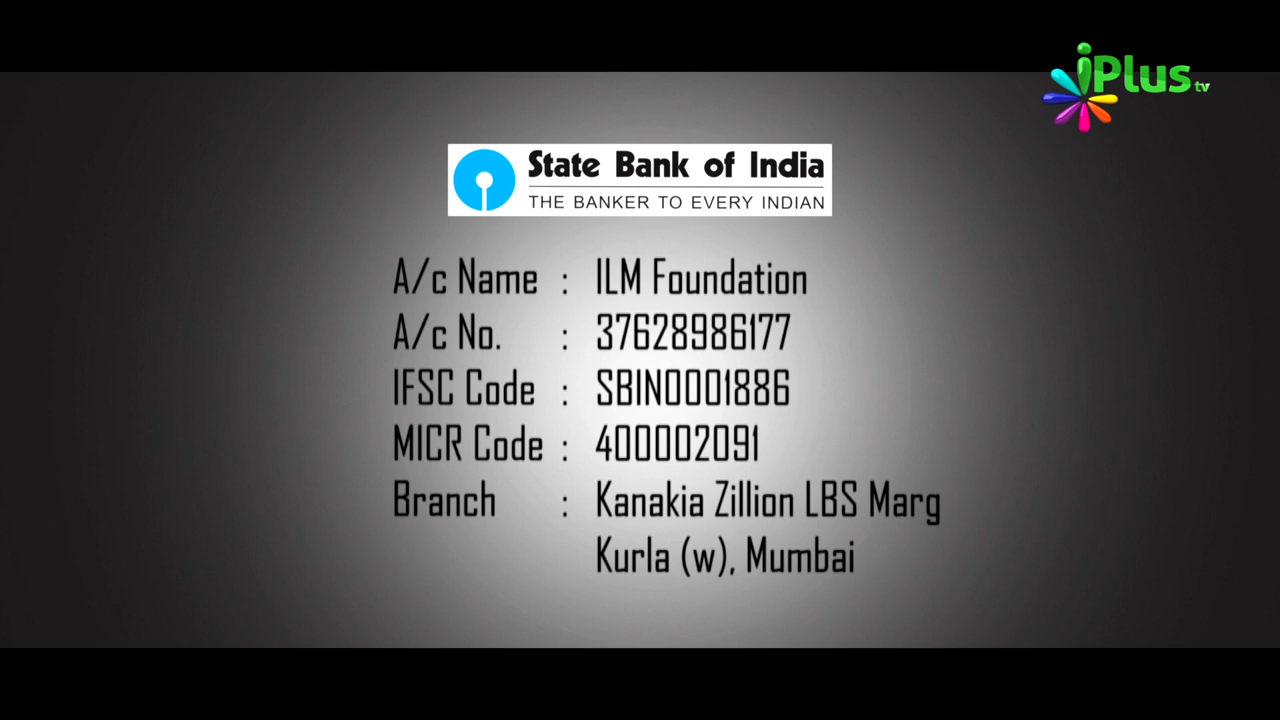 iPlus tv
State Bank of India
THE BANKER TO EVERY INDIAN
A/c Name : ILM Foundation
A/c No. : 37628986177
IFSC Code : SBIN0001886
MICR Code : 400002091
Branch : Kanakia Zillion LBS Marg
Kurla (w), Mumbai